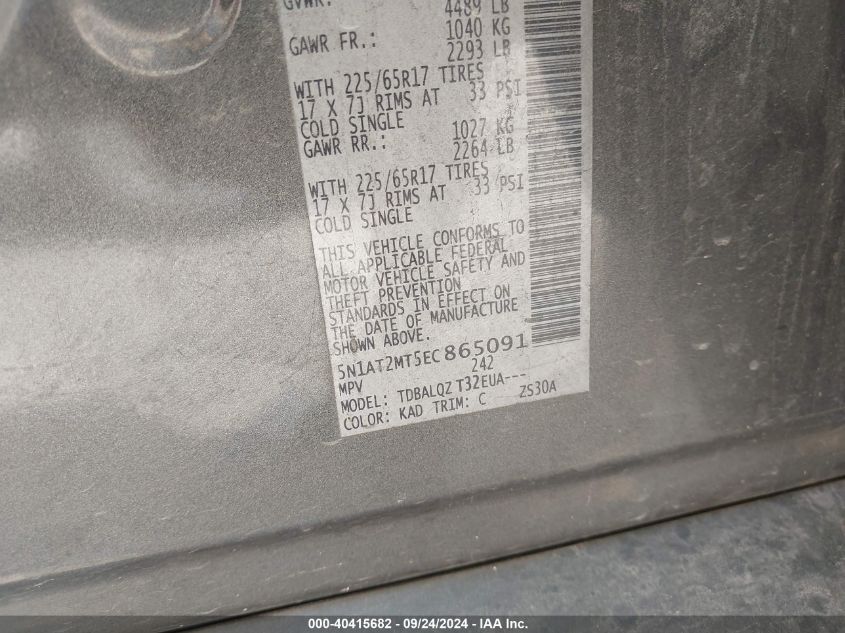 GVWR:
4489 LB
GAWR FR.: 1040 KG
2293 LB
WITH 225/65R17 TIRES
17 X 7J RIMS AT 33 PSI
COLD SINGLE
GAWR RR.: 1027 KG
2264 LB
WITH 225/65R17 TIRES
17 X 7J RIMS AT 33 PSI
COLD SINGLE
THIS VEHICLE CONFORMS TO
ALL APPLICABLE FEDERAL
MOTOR VEHICLE SAFETY AND
THEFT PREVENTION
STANDARDS IN EFFECT ON
THE DATE OF MANUFACTURE
SHOWN ABOVE.
5N1AT2MT5EC865091
MPV 242
MODEL: TDBALQZ T32EUA---
COLOR: KAD TRIM: C ZS30A
000-40415682 - 09/24/2024 - IAA Inc.